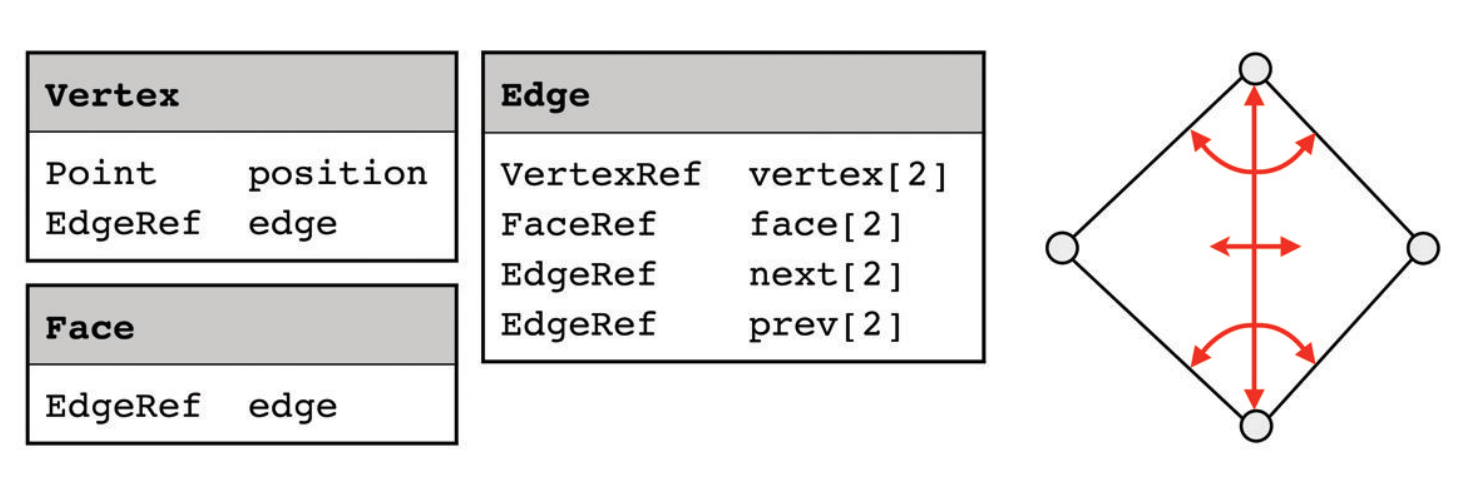 Vertex
Point position
EdgeRef edge
Face
EdgeRef edge
Edge
VertexRef vertex[2]
FaceRef face[2]
EdgeRef next[2]
EdgeRef prev[2]